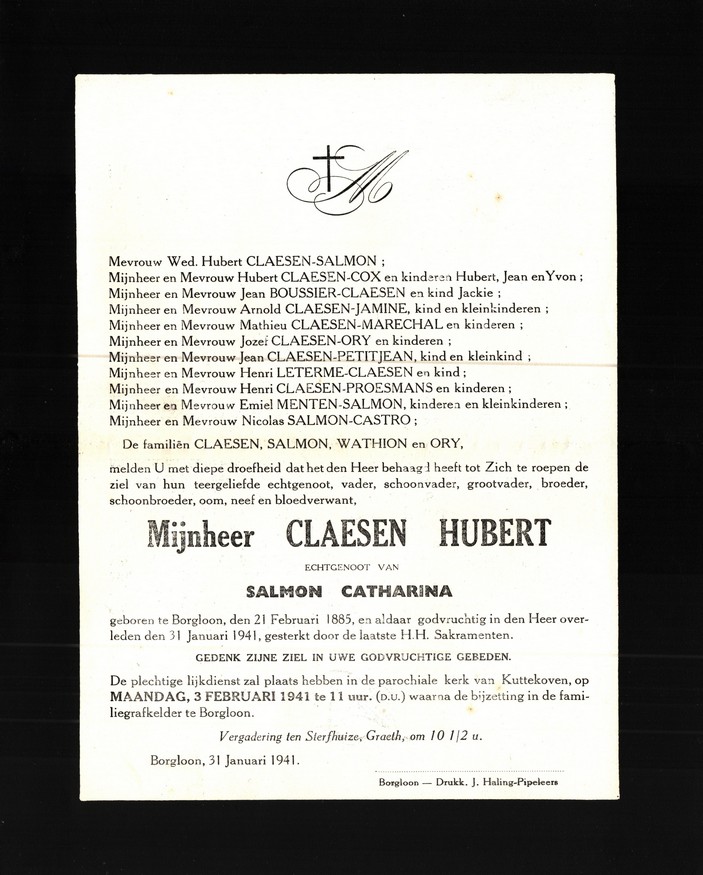 M
Mevrouw Wed. Hubert CLAESEN-SALMON ;
Mijnheer en Mevrouw Hubert CLAESEN-COX en kinderen Hubert, Jean en Yvon ;
Mijnheer en Mevrouw Jean BOUSSIER-CLAESEN en kind Jackie ;
Mijnheer en Mevrouw Arnold CLAESEN-JAMINE, kind en kleinkinderen ;
Mijnheer en Mevrouw Mathieu CLAESEN-MARECHAL en kinderen ;
Mijnheer en Mevrouw Jozef CLAESEN-ORY en kinderen ;
Mijnheer en Mevrouw Jean CLAESEN-PETITJEAN, kind en kleinkind ;
Mijnheer en Mevrouw Henri LETERME-CLAESEN en kind ;
Mijnheer en Mevrouw Henri CLAESEN-PROESMANS en kinderen ;
Mijnheer en Mevrouw Emiel MENTEN-SALMON, kinderen en kleinkinderen ;
Mijnheer en Mevrouw Nicolas SALMON-CASTRO ;
De familiën CLAESEN, SALMON, WATHION en ORY,
melden U met diepe droefheid dat het den Heer behaagd heeft tot Zich te roepen de
ziel van hun teergeliefde echtgenoot, vader, schoonvader, grootvader, broeder,
schoonbroeder, oom, neef en bloedverwant,
Mijnheer CLAESEN HUBERT
ECHTGENOOT VAN
SALMON CATHARINA
geboren te Borgloon, den 21 Februari 1885, en aldaar godvruchtig in den Heer over-
leden den 31 Januari 1941, gesterkt door de laatste H.H. Sakramenten.
GEDENK ZIJNE ZIEL IN UWE GODVRUCHTIGE GEBEDEN.
De plechtige lijkdienst zal plaats hebben in de parochiale kerk van Kuttekoven, op
MAANDAG, 3 FEBRUARI 1941 te 11 uur. (D.U.) waarna de bijzetting in de fami-
liegrafkelder te Borgloon.
Vergadering ten Sterfhuize, Graeth, om 10 1/2 u.
Borgloon, 31 Januari 1941.
Borgloon — Drukk. J. Haling-Pipeleers